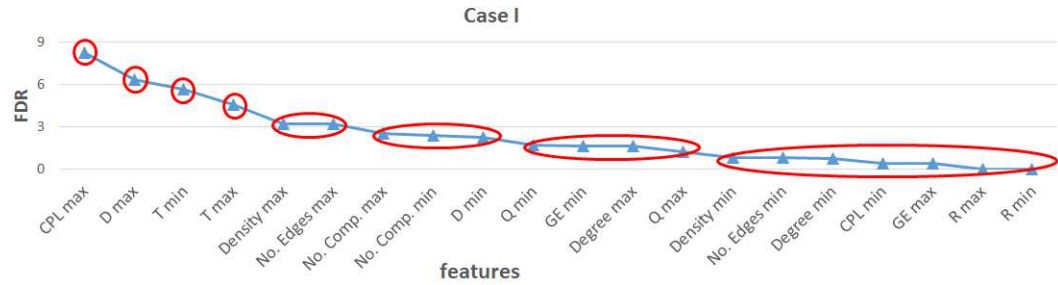 Case I
9
6
3
0
FDR
CPL max
D max
T min
T max
Density max
No. Edges max
No. Comp. max
No. Comp. min
D min
Q min
GE min
Degree max
Q max
Density min
No. Edges min
Degree min
CPL min
GE max
R max
R min
features